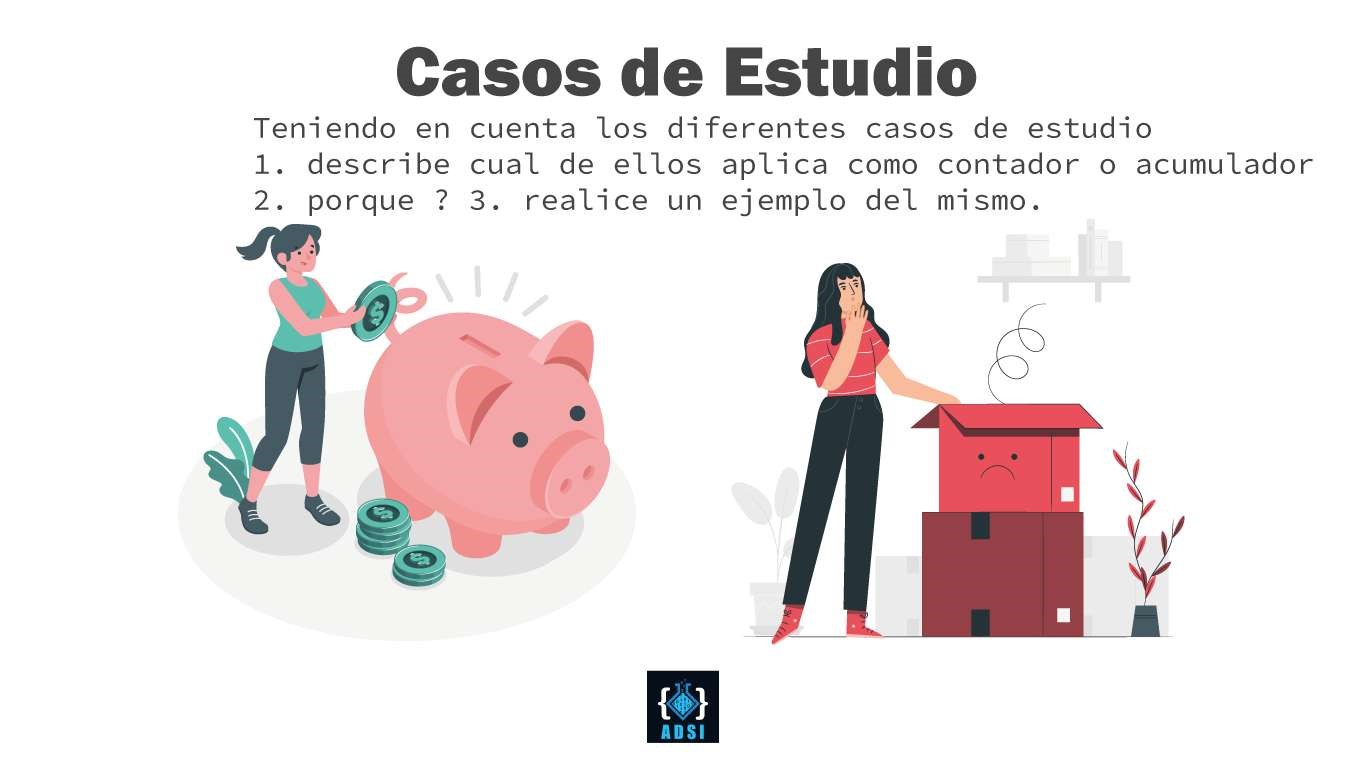 Casos de Estudio
Teniendo en cuenta los diferentes casos de estudio
1. describe cual de ellos aplica como contador o acumulador
2. porque ? 3. realice un ejemplo del mismo.
$
$
$
{ }
ADSI